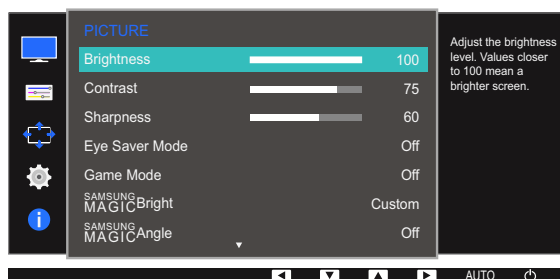 PICTURE
Brightness 100
Contrast 75
Sharpness 60
Eye Saver Mode Off
Game Mode Off
SAMSUNG MAGICBright Custom
SAMSUNG MAGICAngle Off
Adjust the brightness
level. Values closer
to 100 mean a
brighter screen.
AUTO